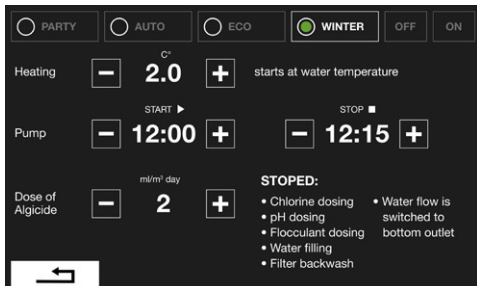 PARTY AUTO ECO WINTER OFF ON
C°
Heating − 2.0 + starts at water temperature
START ▶ STOP ■
Pump − 12:00 + − 12:15 +
ml/m³ day
Dose of
Algicide − 2 +
STOPED:
• Chlorine dosing
• pH dosing
• Flocculant dosing
• Water filling
• Filter backwash
• Water flow is
switched to
bottom outlet